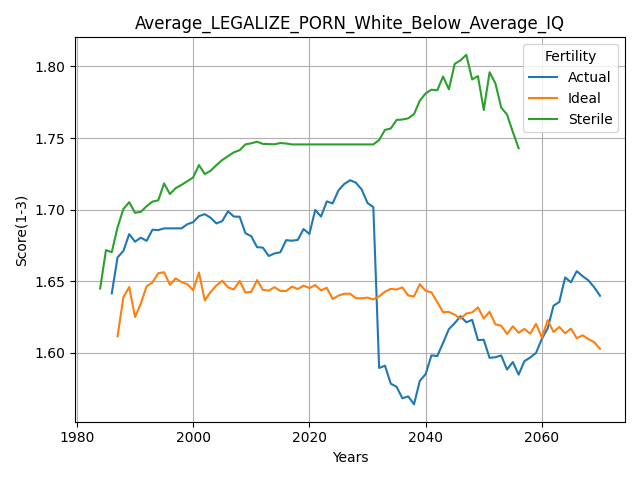 Average_LEGALIZE_PORN_White_Below_Average_IQ
Fertility
Actual
Ideal
Sterile
Score(1-3)
1.80
1.75
1.70
1.65
1.60
1980
2000
2020
2040
2060
Years